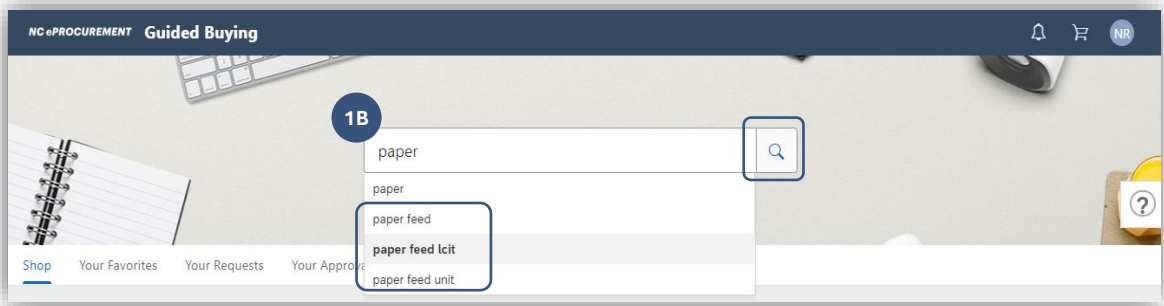 NC ePROCUREMENT Guided Buying
NR
1B
paper
paper
paper feed
paper feed lcit
paper feed unit
?
Shop Your Favorites Your Requests Your Approva